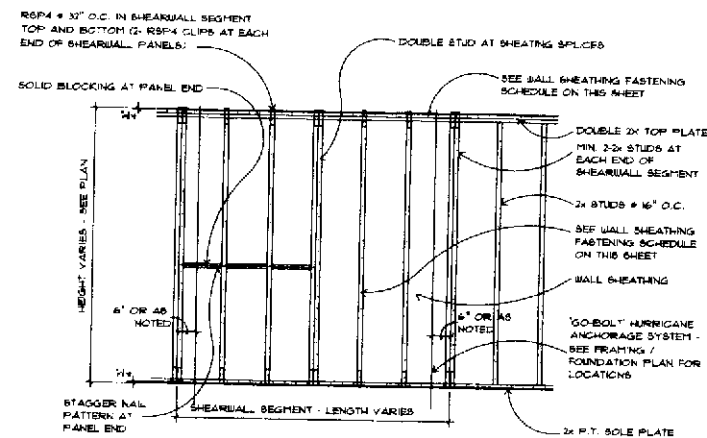 RSP4 @ 32" O.C. IN SHEARWALL SEGMENT
TOP AND BOTTOM (2- RSP4 CLIPS AT EACH
END OF SHEARWALL PANELS)
SOLID BLOCKING AT PANEL END
DOUBLE STUD AT SHEATING SPLICES
SEE WALL SHEATHING FASTENING
SCHEDULE ON THIS SHEET
DOUBLE 2X TOP PLATE
MIN. 2-2x STUDS AT
EACH END OF
SHEARWALL SEGMENT
2x STUDS @ 16" O.C.
SEE WALL SHEATHING
FASTENING SCHEDULE
ON THIS SHEET
WALL SHEATHING
HEIGHT VARIES - SEE PLAN
6" OR AS
NOTED
6" OR AS
NOTED
"GO-BOLT" HURRICANE
ANCHORAGE SYSTEM -
SEE FRAMING /
FOUNDATION PLAN FOR
LOCATIONS
STAGGER NAIL
PATTERN AT
PANEL END
SHEARWALL SEGMENT - LENGTH VARIES
2x P.T. SOLE PLATE